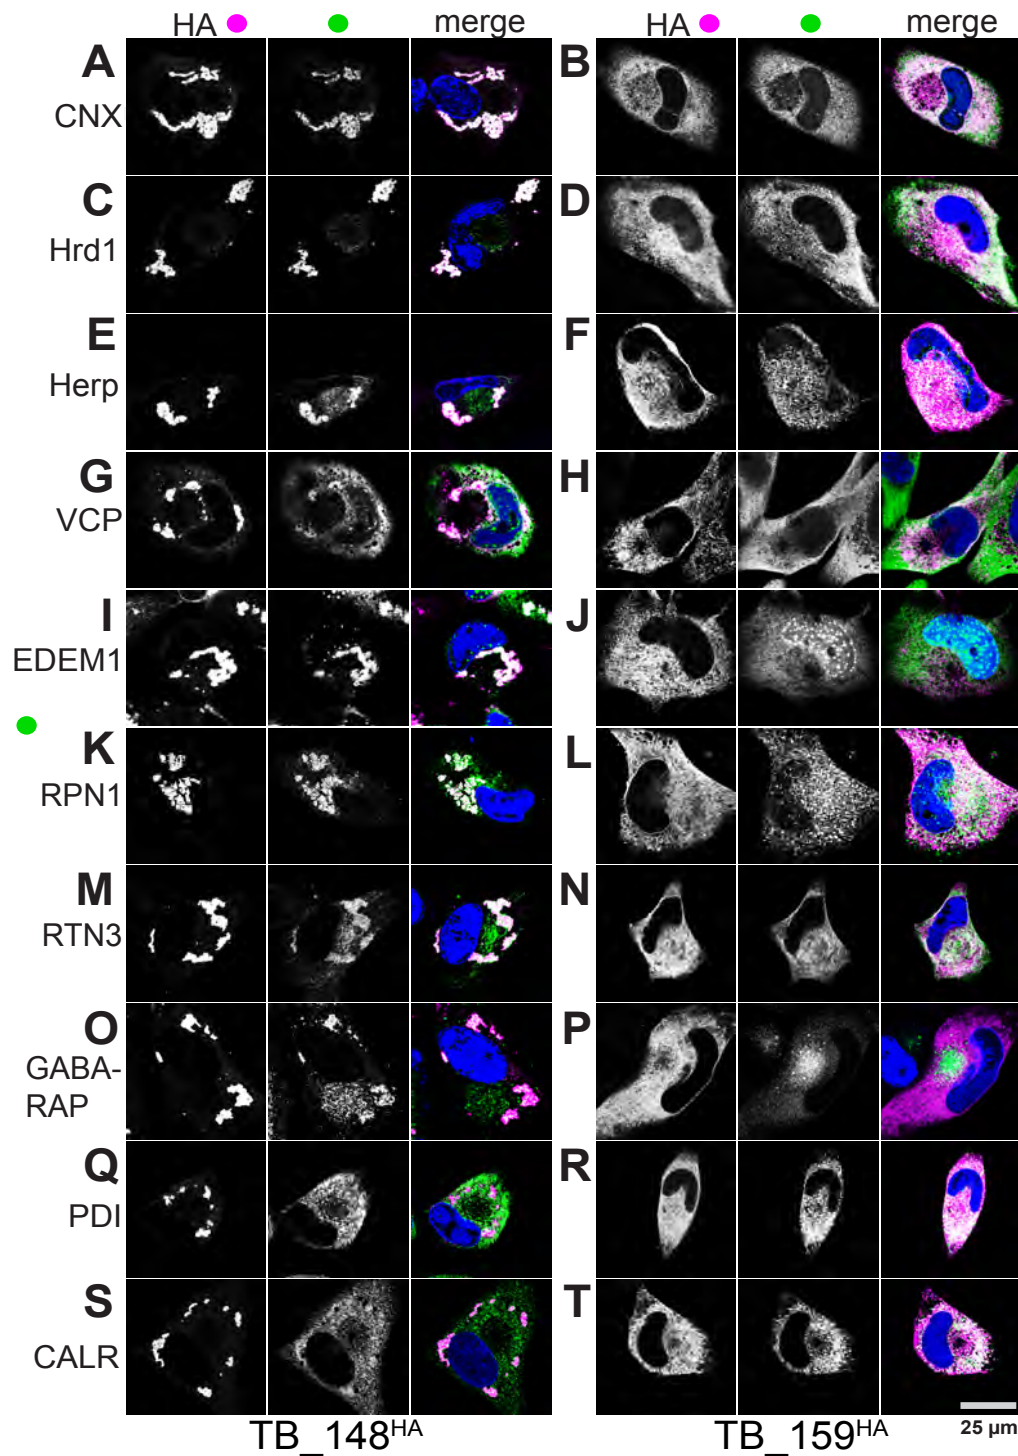 HA merge HA merge
A CNX B
C Hrd1 D
E Herp F
G VCP H
I EDEM1 J
K RPN1 L
M RTN3 N
O GABA- P
RAP
Q PDI R
S CALR T
25 µm
TB_148HA TB_159HA